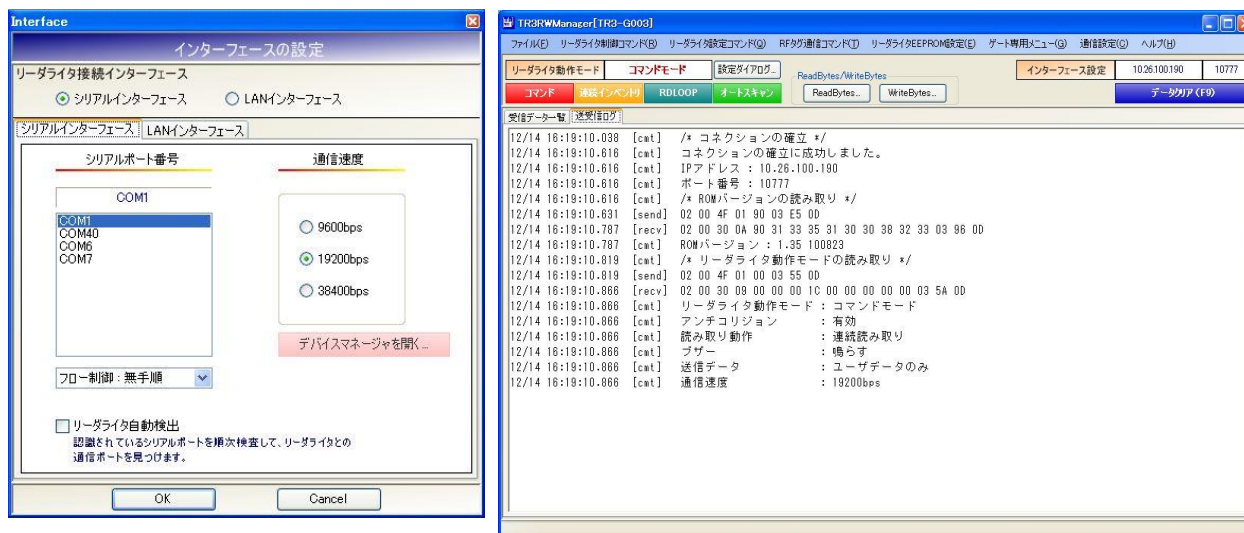 Interface
インターフェースの設定
リーダライタ接続インターフェース
シリアルインターフェース LANインターフェース
シリアルインターフェース LANインターフェース
シリアルポート番号 通信速度
COM1
COM1
COM40
COM6
COM7
9600bps
19200bps
38400bps
デバイスマネージャを開く...
フロー制御:無手順
リーダライタ自動検出
認識されているシリアルポートを順次検査して、リーダライタとの
通信ポートを見つけます。
OK Cancel
TR3RWManager[TR3-G003]
ファイル(F) リーダライタ制御コマンド(R) リーダライタ設定コマンド(Q) RFタグ通信コマンド(T) リーダライタEEPROM設定(E) ゲート専用メニュー(G) 通信設定(C) ヘルプ(H)
リーダライタ動作モード コマンドモード 設定ダイアログ... ReadBytes/WriteBytes インターフェース設定 10.26.100.190 10777
コマンド 連続インベントリ RDLOOP オートスキャン ReadBytes... WriteBytes... データクリア(F9)
受信データ一覧 送受信ログ
12/14 16:19:10.038 [cmt] /* コネクションの確立 */
12/14 16:19:10.616 [cmt] コネクションの確立に成功しました。
12/14 16:19:10.616 [cmt] IPアドレス : 10.26.100.190
12/14 16:19:10.616 [cmt] ポート番号 : 10777
12/14 16:19:10.616 [cmt] /* ROMバージョンの読み取り */
12/14 16:19:10.631 [send] 02 00 4F 01 90 03 E5 0D
12/14 16:19:10.787 [recv] 02 00 30 0A 90 31 33 35 31 30 30 38 32 33 03 96 0D
12/14 16:19:10.787 [cmt] ROMバージョン : 1.35 100823
12/14 16:19:10.819 [cmt] /* リーダライタ動作モードの読み取り */
12/14 16:19:10.819 [send] 02 00 4F 01 00 03 55 0D
12/14 16:19:10.866 [recv] 02 00 30 09 00 00 00 1C 00 00 00 00 00 03 5A 0D
12/14 16:19:10.866 [cmt] リーダライタ動作モード : コマンドモード
12/14 16:19:10.866 [cmt] アンチコリジョン : 有効
12/14 16:19:10.866 [cmt] 読み取り動作 : 連続読み取り
12/14 16:19:10.866 [cmt] ブザー : 鳴らす
12/14 16:19:10.866 [cmt] 送信データ : ユーザデータのみ
12/14 16:19:10.866 [cmt] 通信速度 : 19200bps